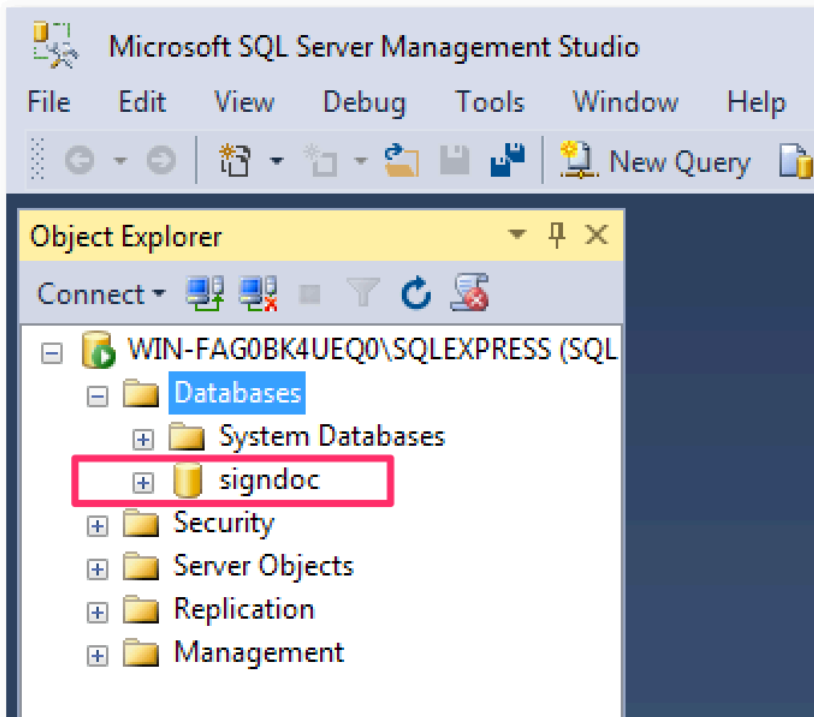 Microsoft SQL Server Management Studio
File Edit View Debug Tools Window Help
New Query
Object Explorer
Connect
WIN-FAG0BK4UEQ0\SQLEXPRESS (SQL
Databases
System Databases
signdoc
Security
Server Objects
Replication
Management